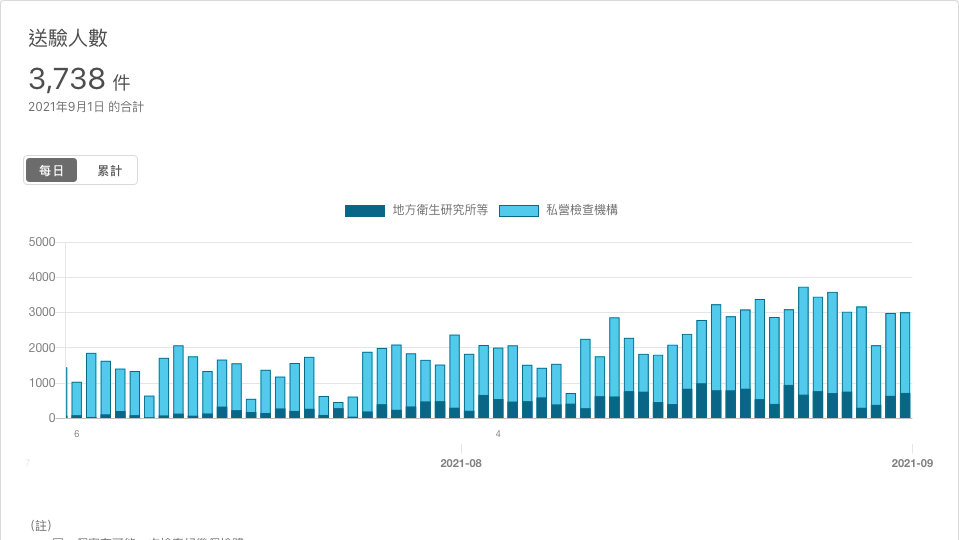 送驗人數
3,738 件
2021年9月1日 的合計
每日 累計
地方衛生研究所等 私營檢查機構
5000
4000
3000
2000
1000
0
6 4
7 2021-08 2021-09
（註）